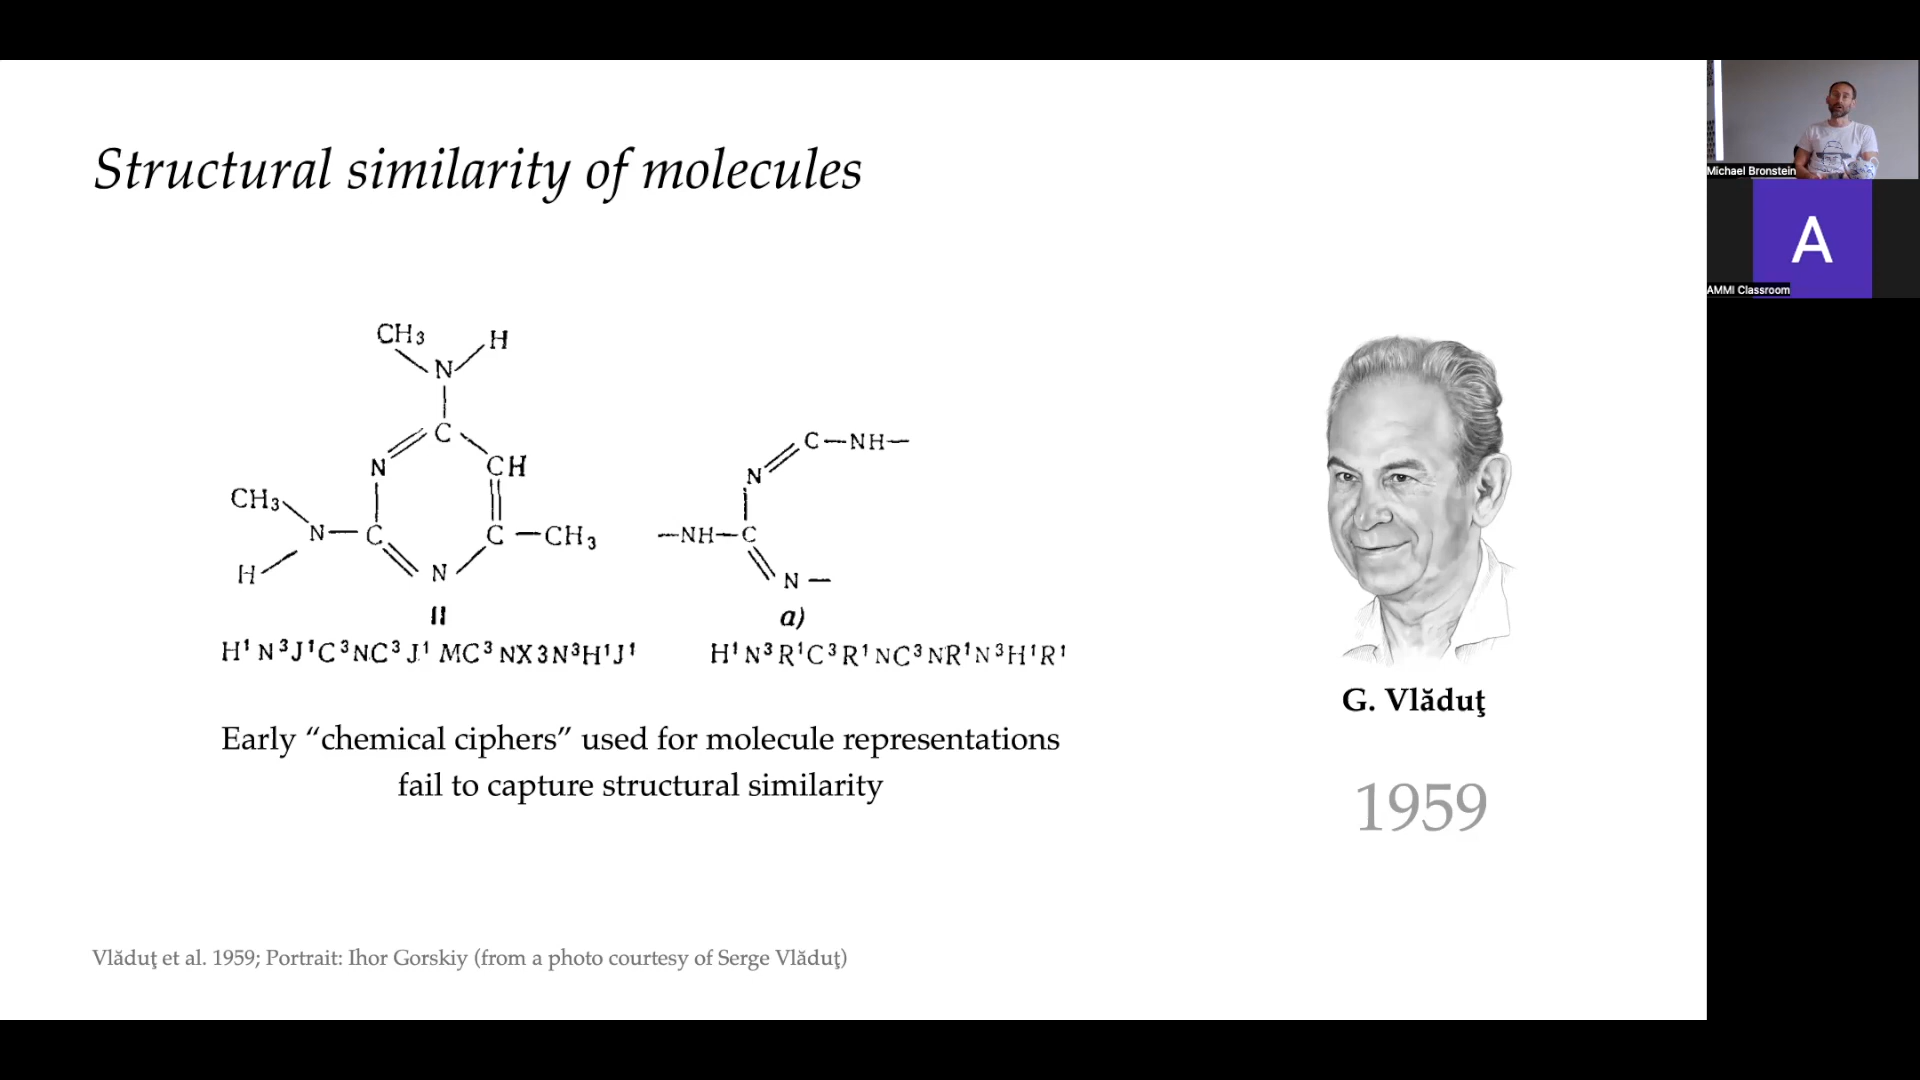 Structural similarity of molecules
CH₃ H
N
C
N CH
CH₃
N C C CH₃
H N
II
H¹N³J¹C³NC³J¹MC³NX3N³H¹J¹
C NH
N
NH C
N
a)
H¹N³R¹C³R¹NC³NR¹N³H¹R¹
Early “chemical ciphers” used for molecule representations
fail to capture structural similarity
G. Vlăduţ
1959
Vlăduţ et al. 1959; Portrait: Ihor Gorskiy (from a photo courtesy of Serge Vlăduţ)
Michael Bronstein
A
AMMI Classroom